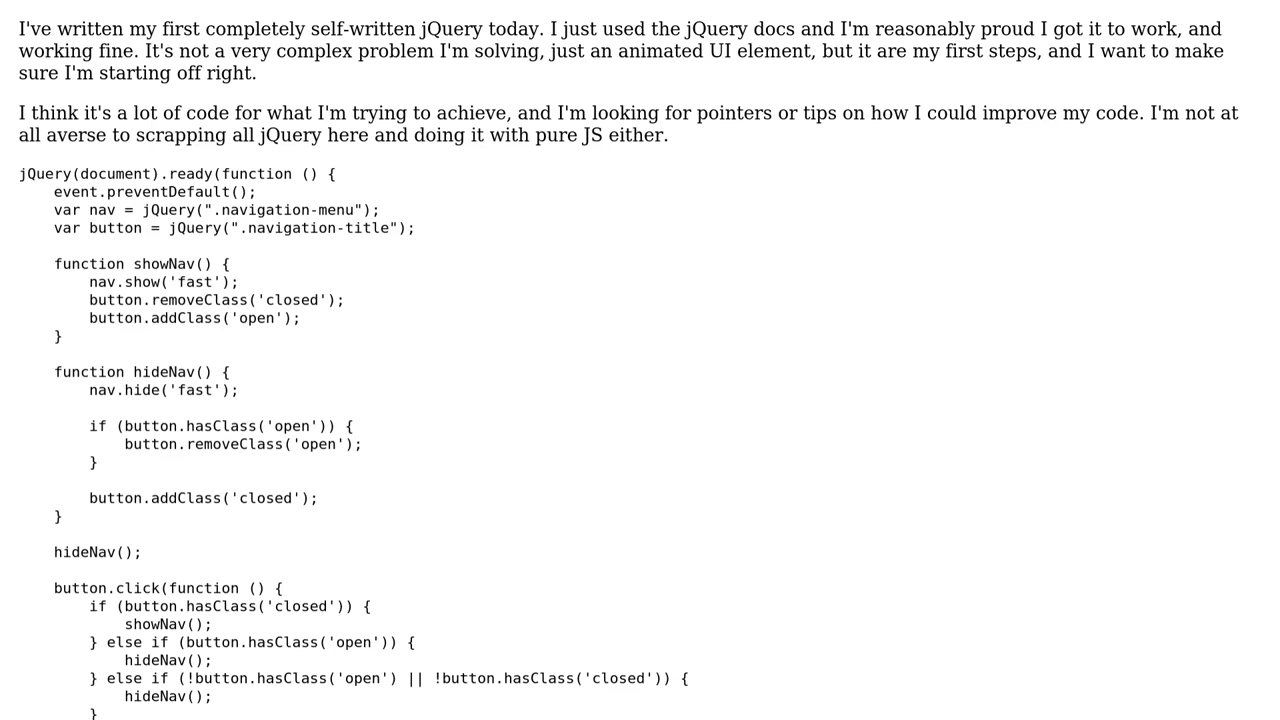 I've written my first completely self-written jQuery today. I just used the jQuery docs and I'm reasonably proud I got it to work, and
working fine. It's not a very complex problem I'm solving, just an animated UI element, but it are my first steps, and I want to make
sure I'm starting off right.
I think it's a lot of code for what I'm trying to achieve, and I'm looking for pointers or tips on how I could improve my code. I'm not at
all averse to scrapping all jQuery here and doing it with pure JS either.
jQuery(document).ready(function () {
    event.preventDefault();
    var nav = jQuery(".navigation-menu");
    var button = jQuery(".navigation-title");
    function showNav() {
        nav.show('fast');
        button.removeClass('closed');
        button.addClass('open');
    }
    function hideNav() {
        nav.hide('fast');
        if (button.hasClass('open')) {
            button.removeClass('open');
        }
        button.addClass('closed');
    }
    hideNav();
    button.click(function () {
        if (button.hasClass('closed')) {
            showNav();
        } else if (button.hasClass('open')) {
            hideNav();
        } else if (!button.hasClass('open') || !button.hasClass('closed')) {
            hideNav();
        }